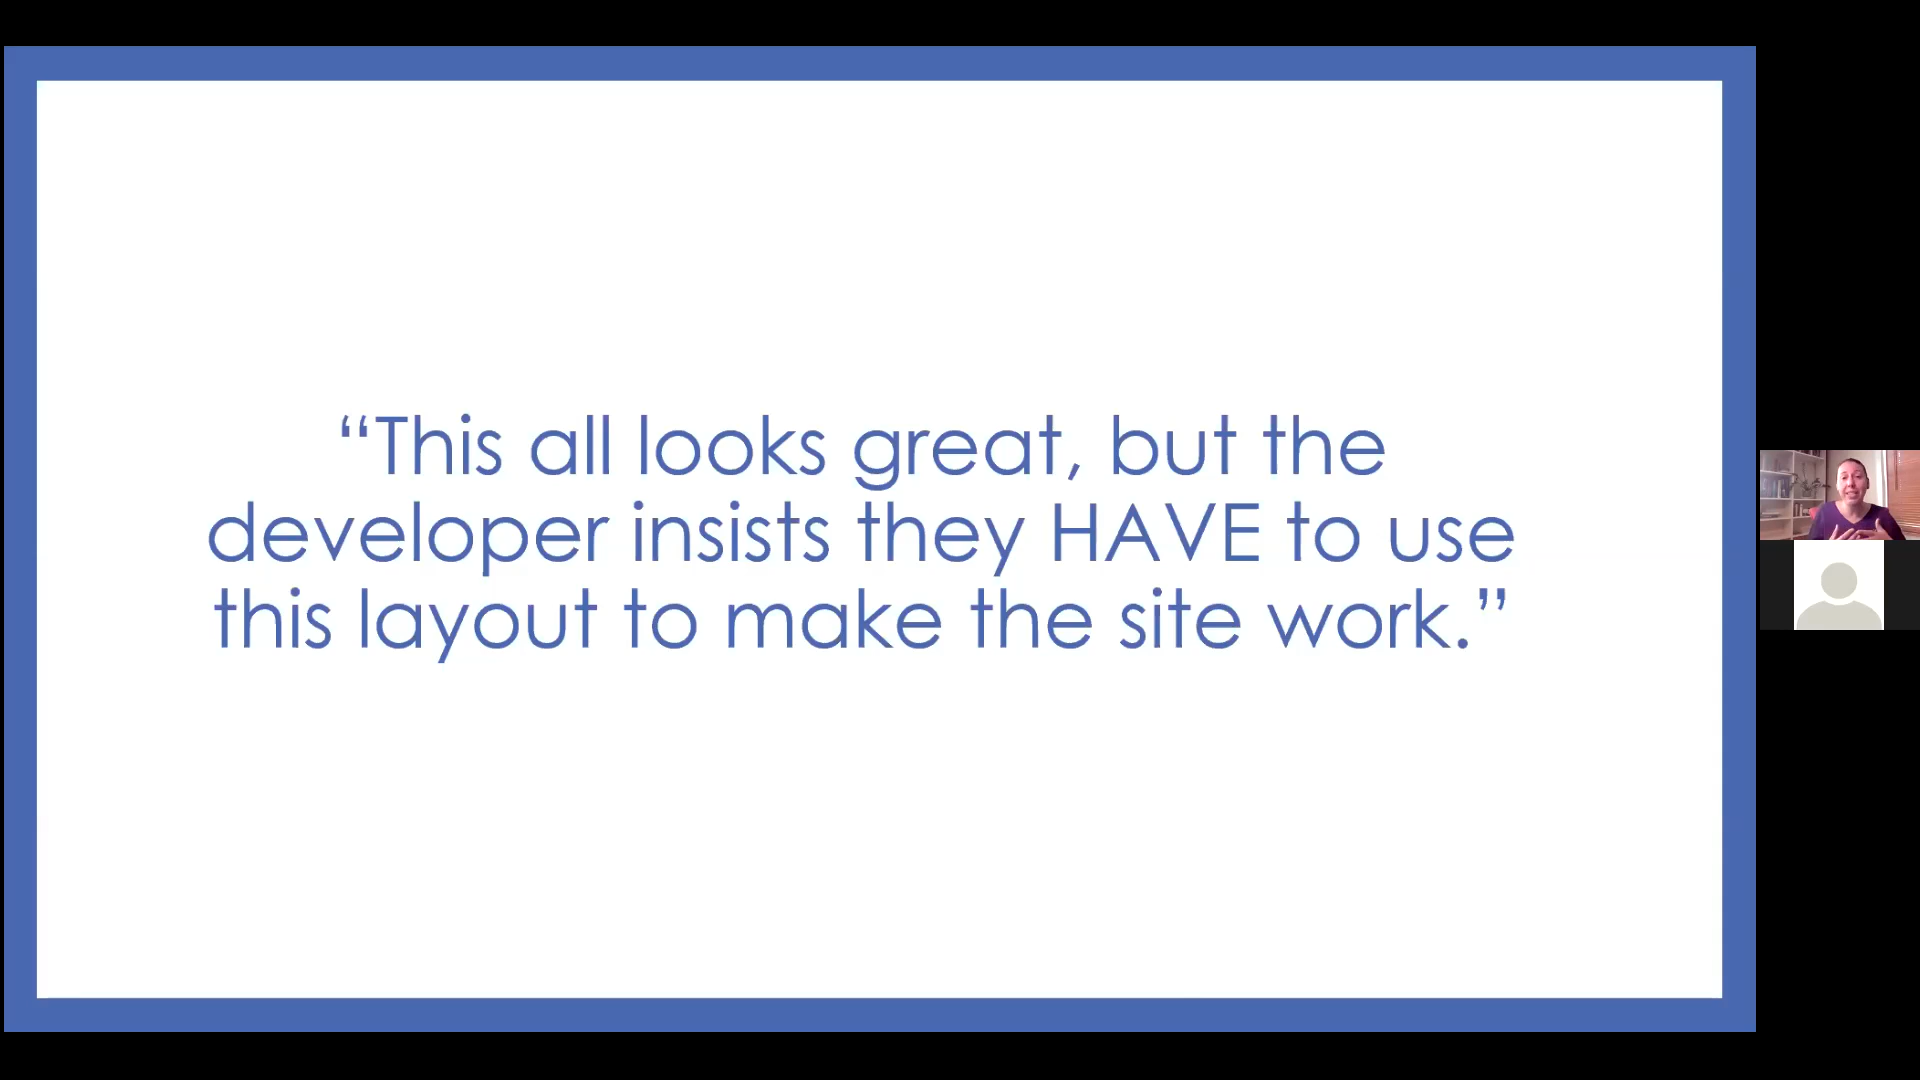 “This all looks great, but the
developer insists they HAVE to use
this layout to make the site work.”